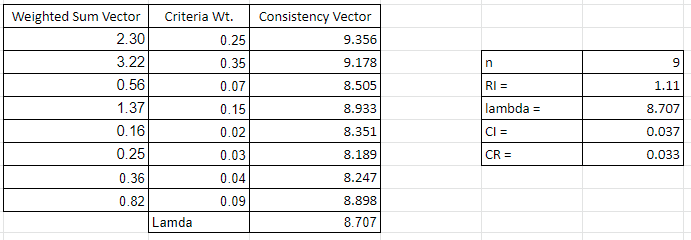 Weighted Sum Vector Criteria Wt. Consistency Vector
2.30 0.25 9.356
3.22 0.35 9.178 n 9
0.56 0.07 8.505 RI = 1.11
1.37 0.15 8.933 lambda = 8.707
0.16 0.02 8.351 CI = 0.037
0.25 0.03 8.189 CR = 0.033
0.36 0.04 8.247
0.82 0.09 8.898
Lamda 8.707